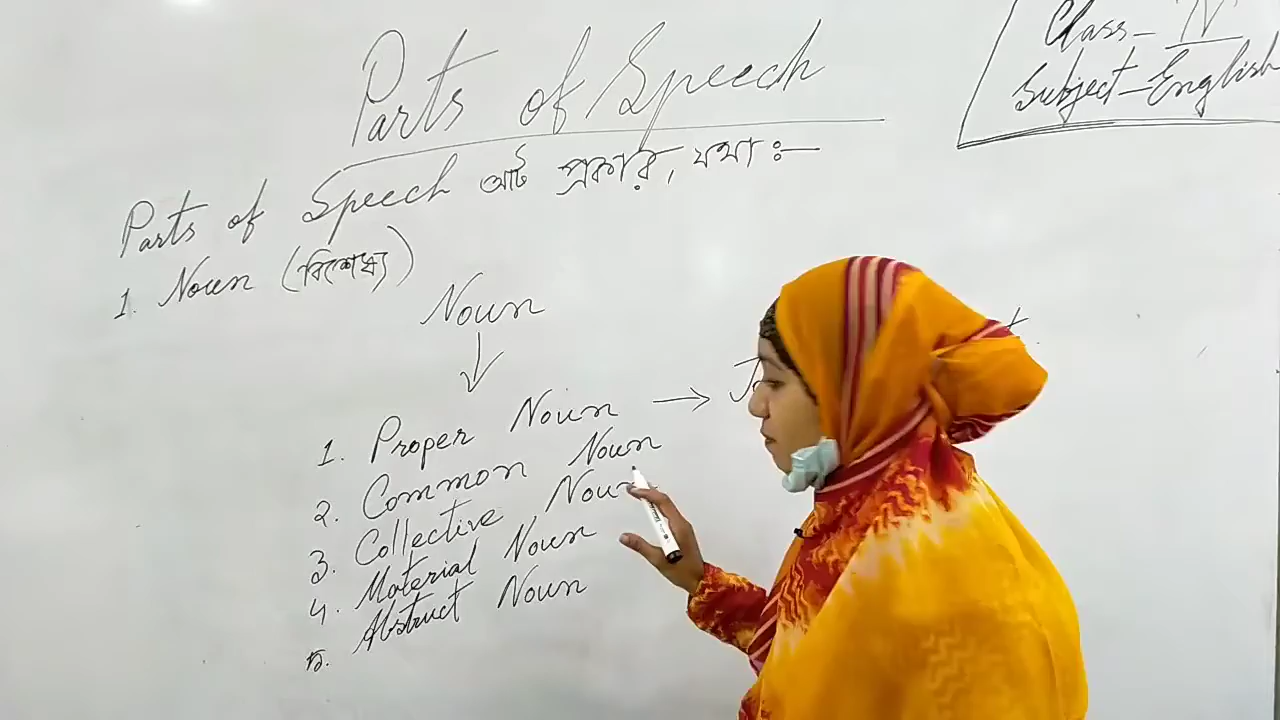 Parts of Speech
Class- IV
Subject-English
Parts of Speech আট প্রকার, যথা ঃ-
1. Noun (বিশেষ্য)
Noun
1. Proper Noun →
2. Common Noun
3. Collective Noun
4. Material Noun
5. Abstruct Noun